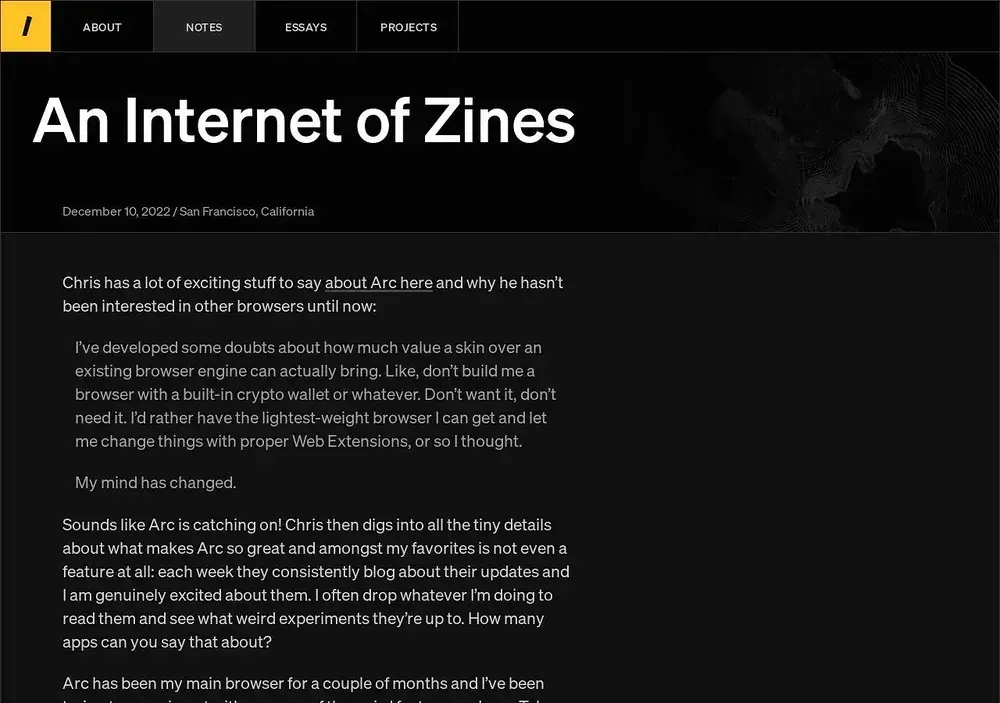 ABOUT NOTES ESSAYS PROJECTS
An Internet of Zines
December 10, 2022 / San Francisco, California
Chris has a lot of exciting stuff to say about Arc here and why he hasn’t
been interested in other browsers until now:
I’ve developed some doubts about how much value a skin over an
existing browser engine can actually bring. Like, don’t build me a
browser with a built-in crypto wallet or whatever. Don’t want it, don’t
need it. I’d rather have the lightest-weight browser I can get and let
me change things with proper Web Extensions, or so I thought.
My mind has changed.
Sounds like Arc is catching on! Chris then digs into all the tiny details
about what makes Arc so great and amongst my favorites is not even a
feature at all: each week they consistently blog about their updates and
I am genuinely excited about them. I often drop whatever I’m doing to
read them and see what weird experiments they’re up to. How many
apps can you say that about?
Arc has been my main browser for a couple of months and I’ve been